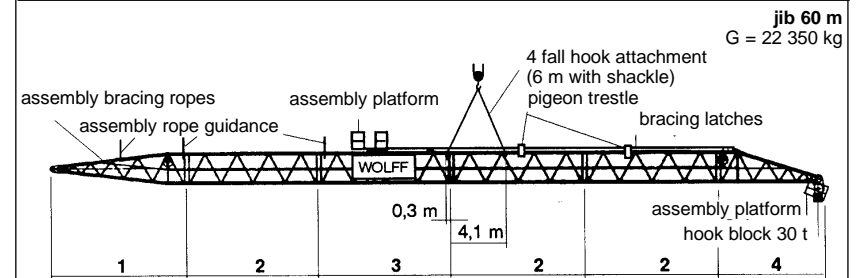 jib 60 m
G = 22 350 kg
4 fall hook attachment
(6 m with shackle)
pigeon trestle
assembly bracing ropes
assembly platform
bracing latches
assembly rope guidance
WOLFF
0,3 m
4,1 m
assembly platform
hook block 30 t
1 2 3 2 2 4